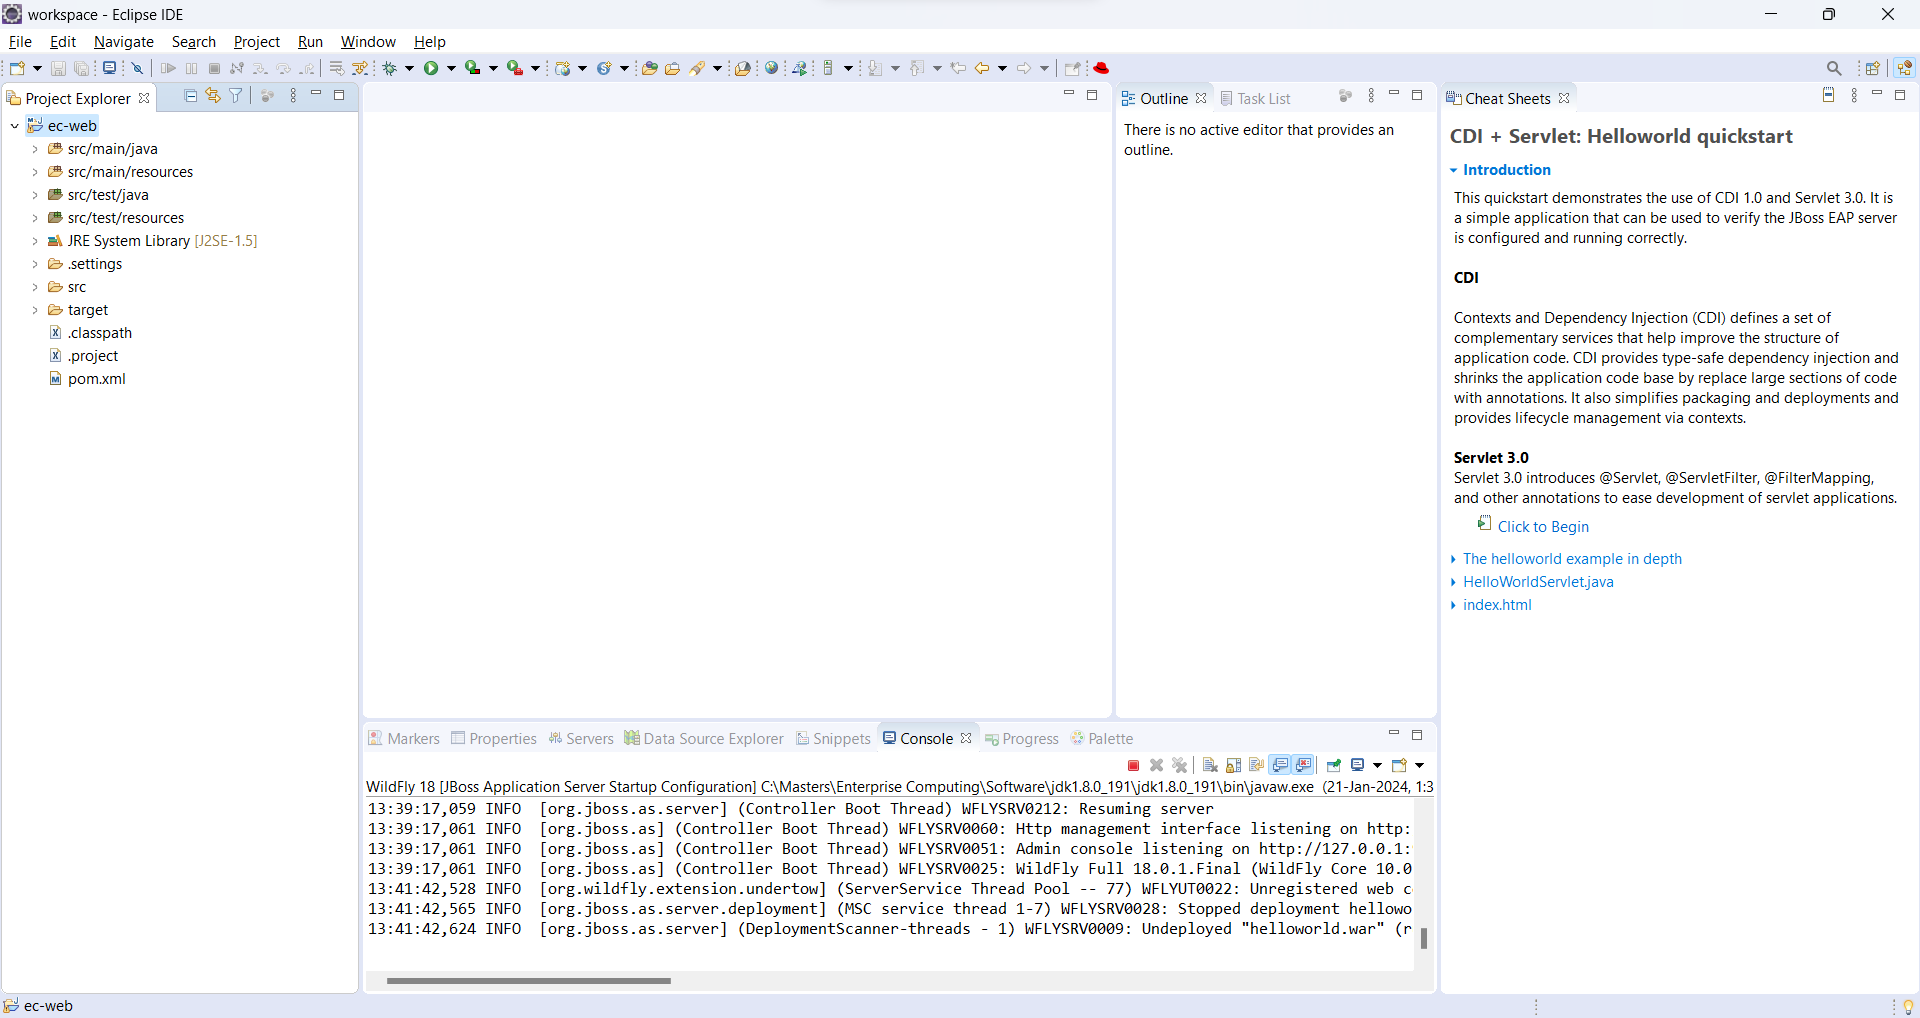 workspace - Eclipse IDE
File Edit Navigate Search Project Run Window Help
Project Explorer
ec-web
src/main/java
src/main/resources
src/test/java
src/test/resources
JRE System Library [J2SE-1.5]
.settings
src
target
.classpath
.project
pom.xml
Outline Task List
There is no active editor that provides an
outline.
Cheat Sheets
CDI + Servlet: Helloworld quickstart
Introduction
This quickstart demonstrates the use of CDI 1.0 and Servlet 3.0. It is
a simple application that can be used to verify the JBoss EAP server
is configured and running correctly.
CDI
Contexts and Dependency Injection (CDI) defines a set of
complementary services that help improve the structure of
application code. CDI provides type-safe dependency injection and
shrinks the application code base by replace large sections of code
with annotations. It also simplifies packaging and deployments and
provides lifecycle management via contexts.
Servlet 3.0
Servlet 3.0 introduces @Servlet, @ServletFilter, @FilterMapping,
and other annotations to ease development of servlet applications.
Click to Begin
The helloworld example in depth
HelloWorldServlet.java
index.html
Markers Properties Servers Data Source Explorer Snippets Console Progress Palette
WildFly 18 [JBoss Application Server Startup Configuration] C:\Masters\Enterprise Computing\Software\jdk1.8.0_191\jdk1.8.0_191\bin\javaw.exe (21-Jan-2024, 1:3
13:39:17,059 INFO [org.jboss.as.server] (Controller Boot Thread) WFLYSRV0212: Resuming server
13:39:17,061 INFO [org.jboss.as] (Controller Boot Thread) WFLYSRV0060: Http management interface listening on http:
13:39:17,061 INFO [org.jboss.as] (Controller Boot Thread) WFLYSRV0051: Admin console listening on http://127.0.0.1:
13:39:17,061 INFO [org.jboss.as] (Controller Boot Thread) WFLYSRV0025: WildFly Full 18.0.1.Final (WildFly Core 10.0
13:41:42,528 INFO [org.wildfly.extension.undertow] (ServerService Thread Pool -- 77) WFLYUT0022: Unregistered web c
13:41:42,565 INFO [org.jboss.as.server.deployment] (MSC service thread 1-7) WFLYSRV0028: Stopped deployment hellowo
13:41:42,624 INFO [org.jboss.as.server] (DeploymentScanner-threads - 1) WFLYSRV0009: Undeployed "helloworld.war" (r
ec-web